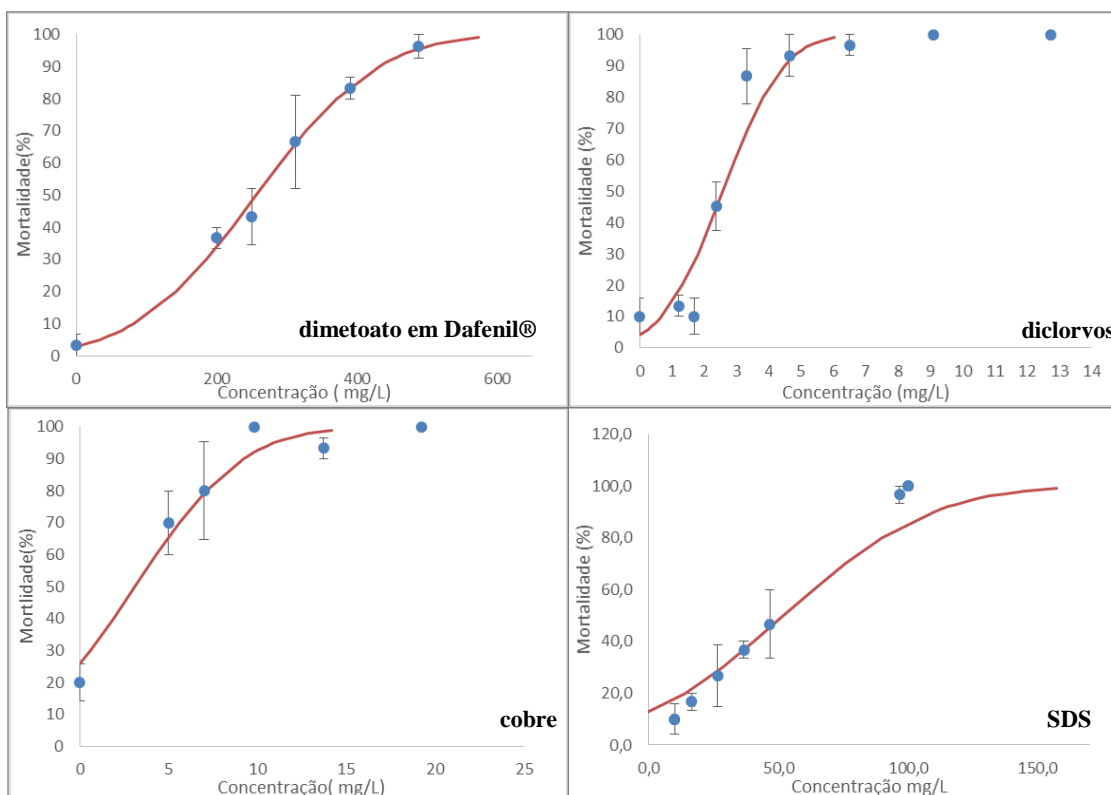 100
90
80
70
60
50
40
30
20
10
0
Mortalidade(%)
0 200 400 600
Concentração ( mg/L)
dimetoato em Dafenil®
100
90
80
70
60
50
40
30
20
10
0
Mortalidade (%)
0 1 2 3 4 5 6 7 8 9 10 11 12 13 14
Concentração (mg/L)
diclorvos
100
90
80
70
60
50
40
30
20
10
0
Mortlidade(%)
0 5 10 15 20 25
Concentração( mg/L)
cobre
120,0
100,0
80,0
60,0
40,0
20,0
0,0
Mortalidade (%)
0,0 50,0 100,0 150,0
Concentração mg/L
SDS